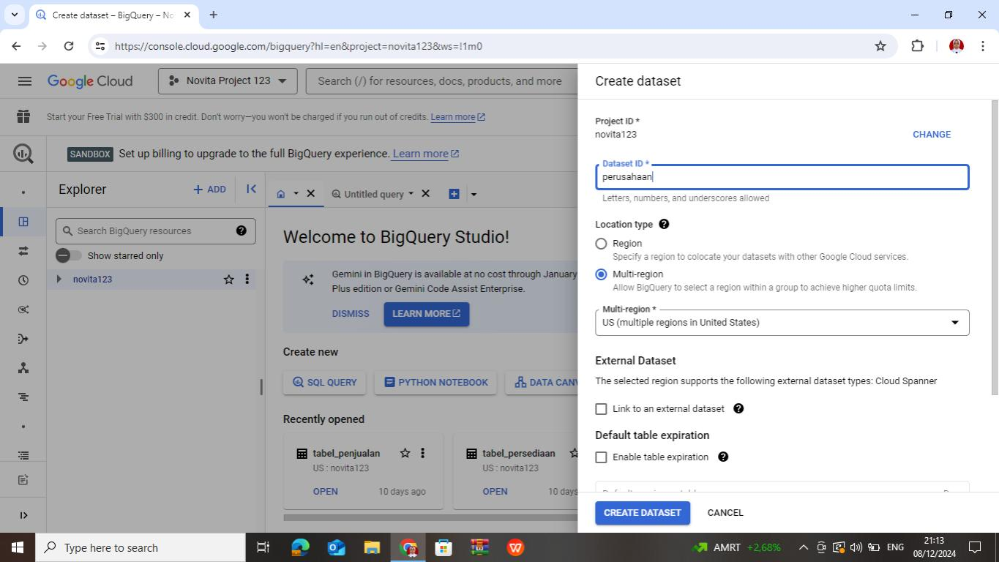 Create dataset – BigQuery – No
https://console.cloud.google.com/bigquery?hl=en&project=novita123&ws=!1m0
Google Cloud
Novita Project 123
Search (/) for resources, docs, products, and more
Start your Free Trial with $300 in credit. Don't worry—you won't be charged if you run out of credits. Learn more
SANDBOX Set up billing to upgrade to the full BigQuery experience. Learn more
Explorer
+ ADD
Untitled query
Search BigQuery resources
Show starred only
novita123
Welcome to BigQuery Studio!
Gemini in BigQuery is available at no cost through January
Plus edition or Gemini Code Assist Enterprise.
DISMISS
LEARN MORE
Create new
SQL QUERY
PYTHON NOTEBOOK
DATA CANV
Recently opened
tabel_penjualan
US : novita123
OPEN
10 days ago
tabel_persediaan
US : novita123
OPEN
10 days
Create dataset
Project ID *
novita123
CHANGE
Dataset ID *
perusahaan
Letters, numbers, and underscores allowed
Location type
Region
Specify a region to colocate your datasets with other Google Cloud services.
Multi-region
Allow BigQuery to select a region within a group to achieve higher quota limits.
Multi-region *
US (multiple regions in United States)
External Dataset
The selected region supports the following external dataset types: Cloud Spanner
Link to an external dataset
Default table expiration
Enable table expiration
CREATE DATASET
CANCEL
Type here to search
AMRT +2,68%
ENG
21:13
08/12/2024